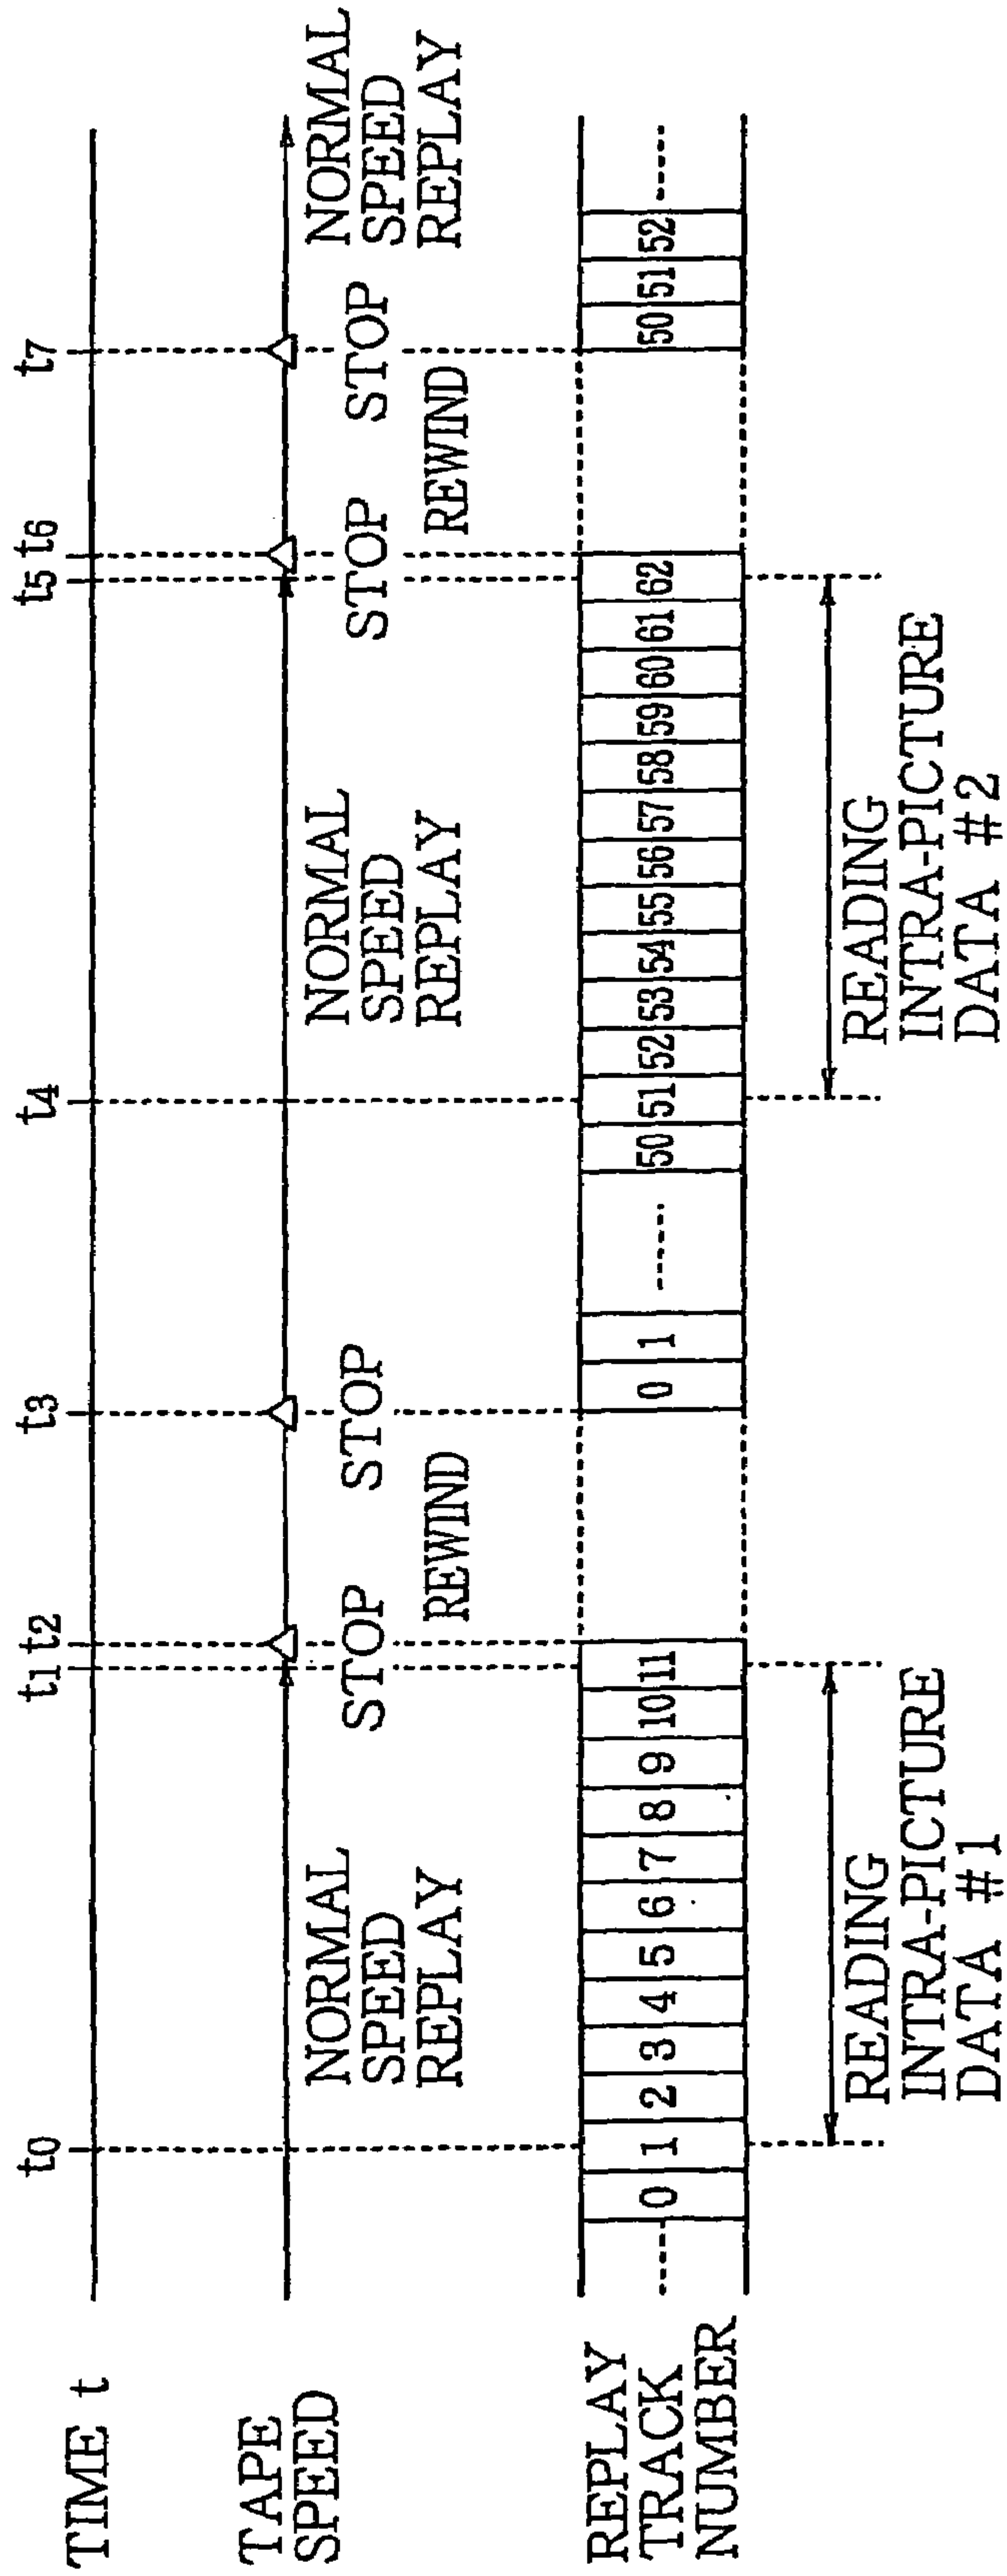 TIME t
t0
t1
t2
t3
t4
t5
t6
t7
TAPE
SPEED
NORMAL
SPEED
REPLAY
STOP
REWIND
STOP
NORMAL
SPEED
REPLAY
STOP
REWIND
STOP
NORMAL
SPEED
REPLAY
REPLAY
TRACK
NUMBER
0 1 2 3 4 5 6 7 8 9 10 11
0 1
50 51 52 53 54 55 56 57 58 59 60 61 62
50 51 52
READING
INTRA-PICTURE
DATA #1
READING
INTRA-PICTURE
DATA #2